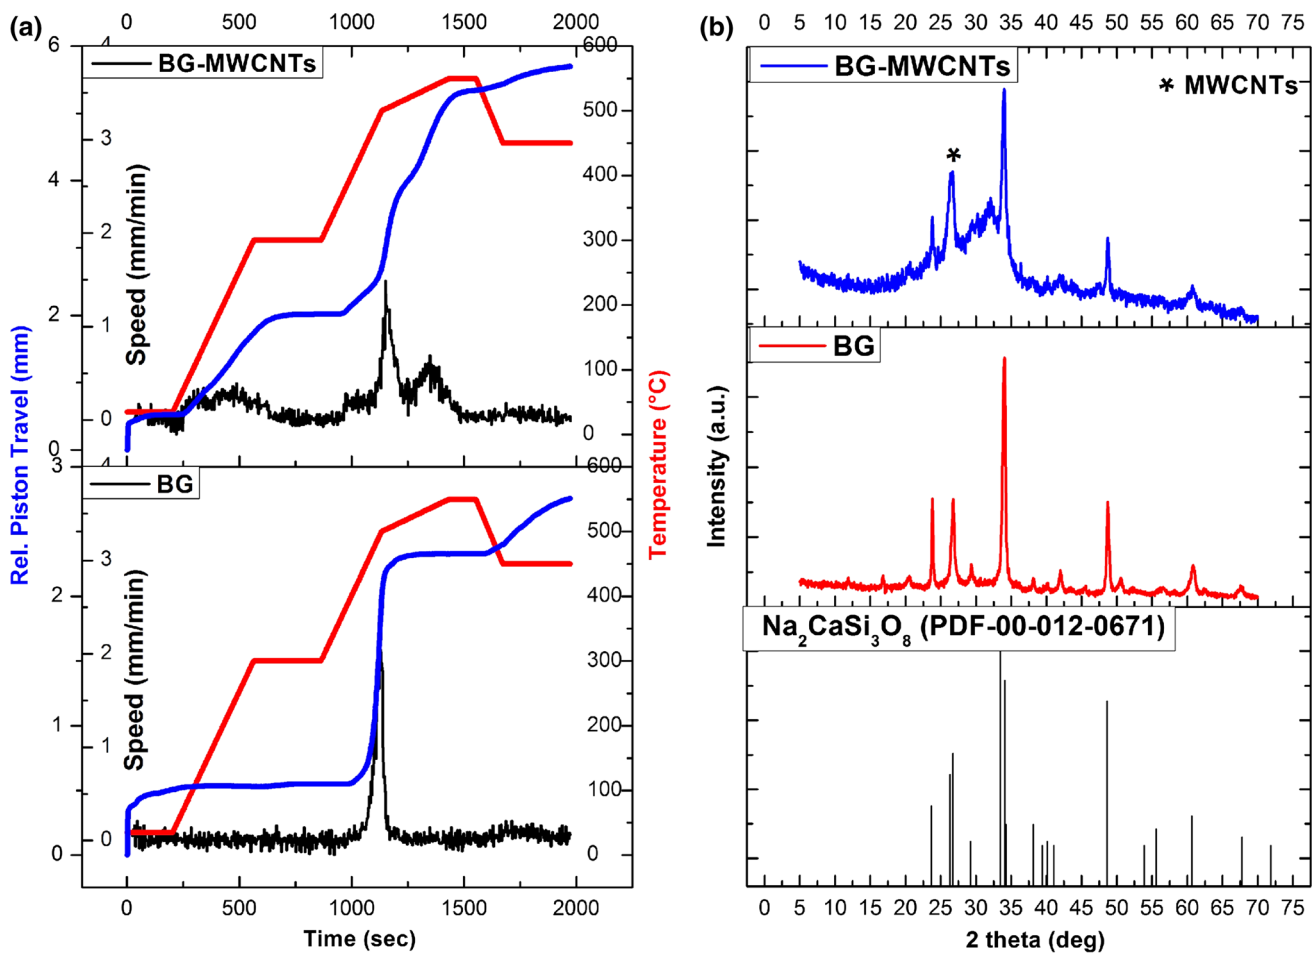 (a)
0 500 1000 1500 2000
6 4 600
BG-MWCNTs
550
500
3
4 400
2 300
200
2
1
100
0
0 0
Speed (mm/min)
3 4 600
BG
500
3
2 400
2 300
1 200
1
100
0
0 0
Speed (mm/min)
Rel. Piston Travel (mm)
Temperature (°C)
0 500 1000 1500 2000
Time (sec)
(b)
0 5 10 15 20 25 30 35 40 45 50 55 60 65 70 75
BG-MWCNTs
* MWCNTs
*
BG
Intensity (a.u.)
Na₂CaSi₃O₈ (PDF-00-012-0671)
0 5 10 15 20 25 30 35 40 45 50 55 60 65 70 75
2 theta (deg)